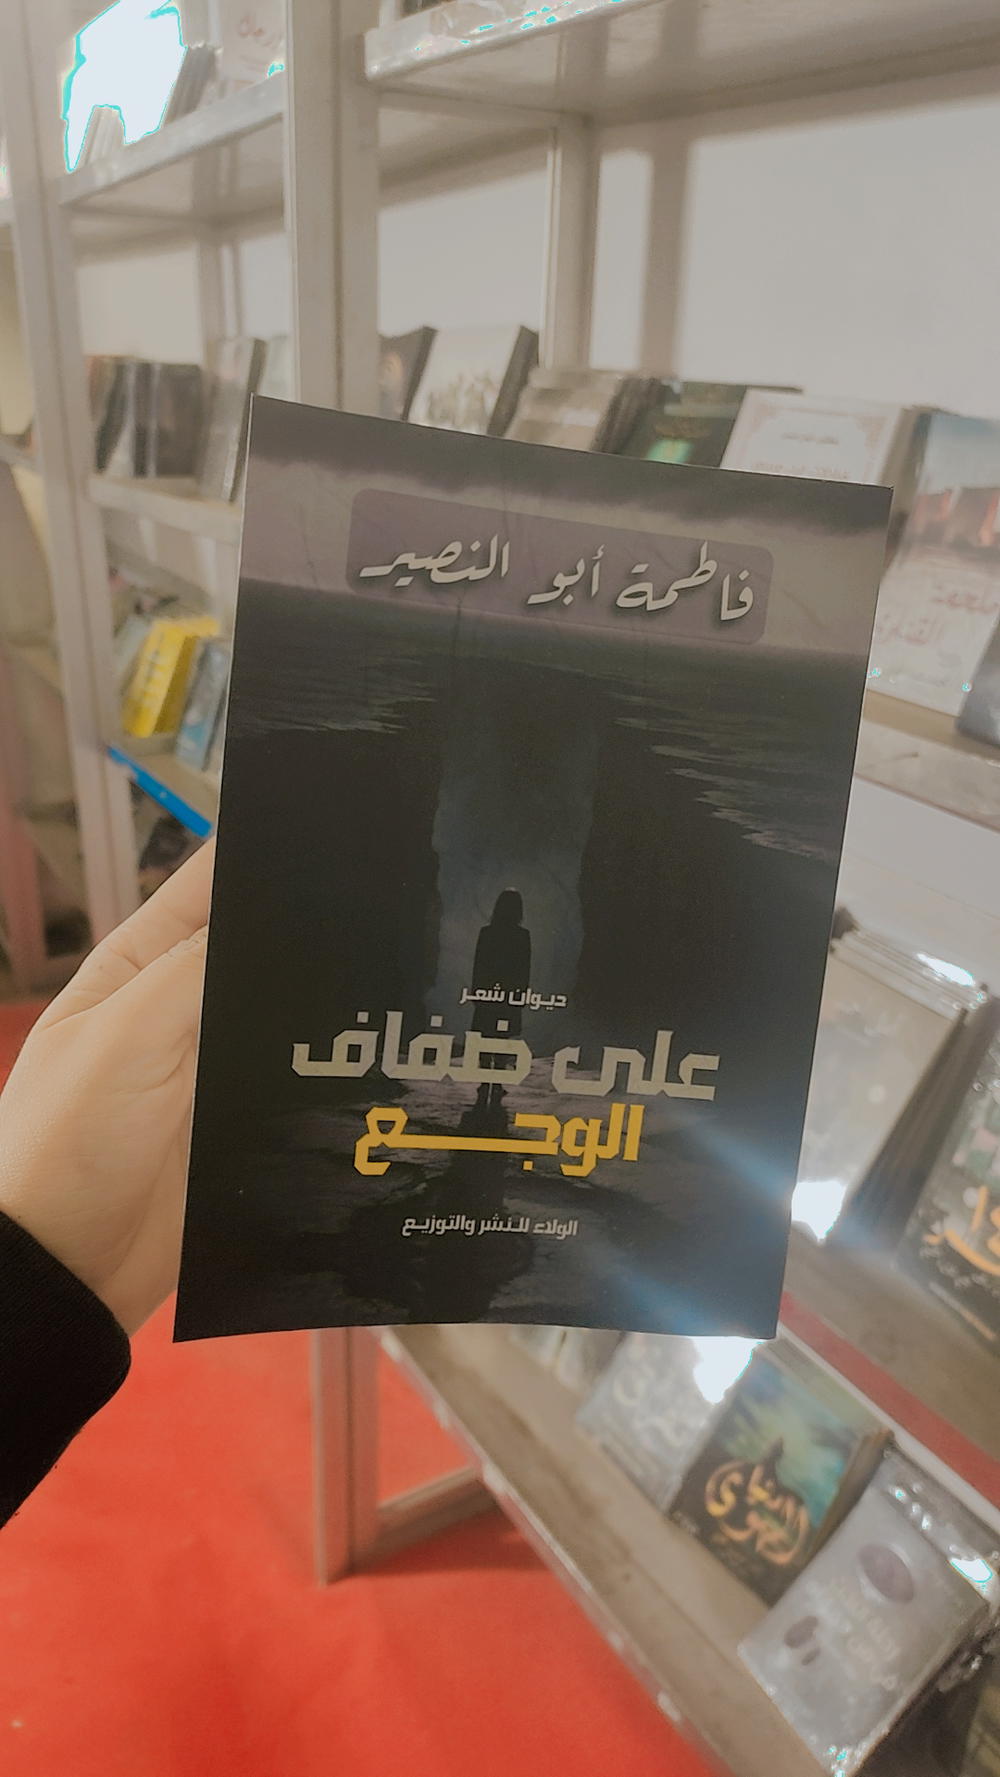 فاطمة أبو النصير
ديوان شعر
على ضفاف
الوجع
الولاء للنشر والتوزيع